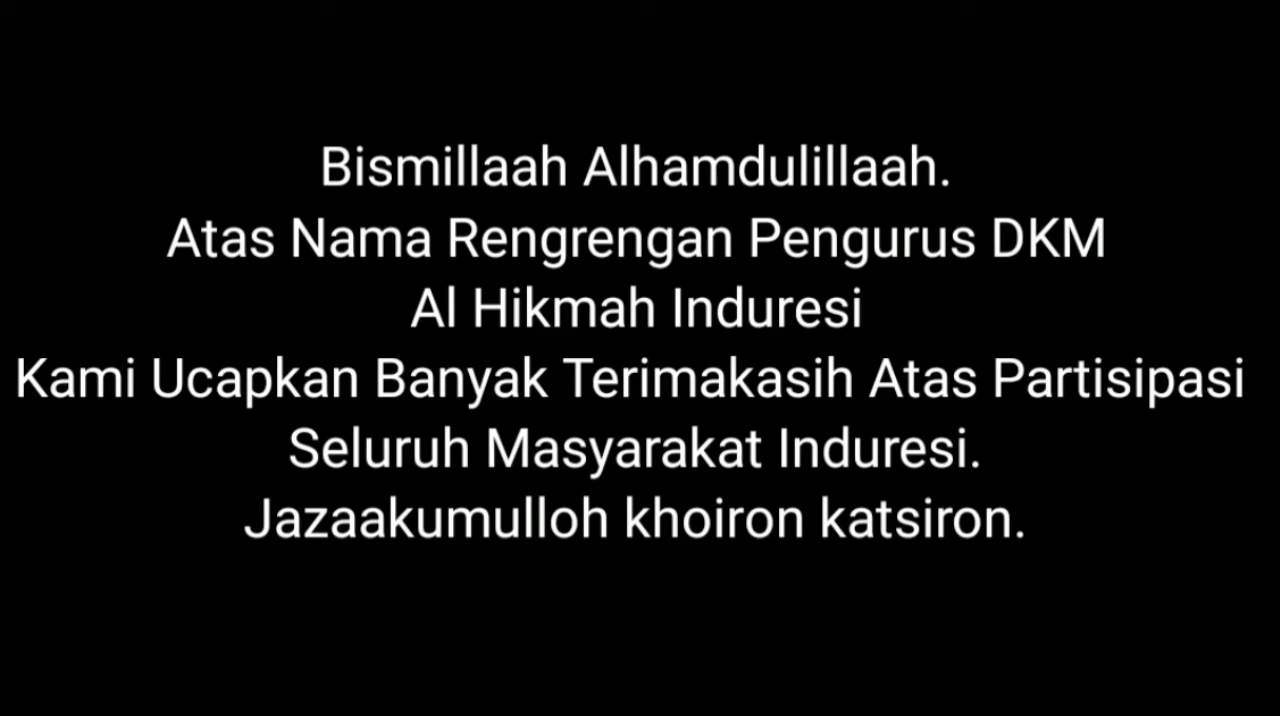 Bismillaah Alhamdulillaah.
Atas Nama Rengrengan Pengurus DKM
Al Hikmah Induresi
Kami Ucapkan Banyak Terimakasih Atas Partisipasi
Seluruh Masyarakat Induresi.
Jazaakumulloh khoiron katsiron.